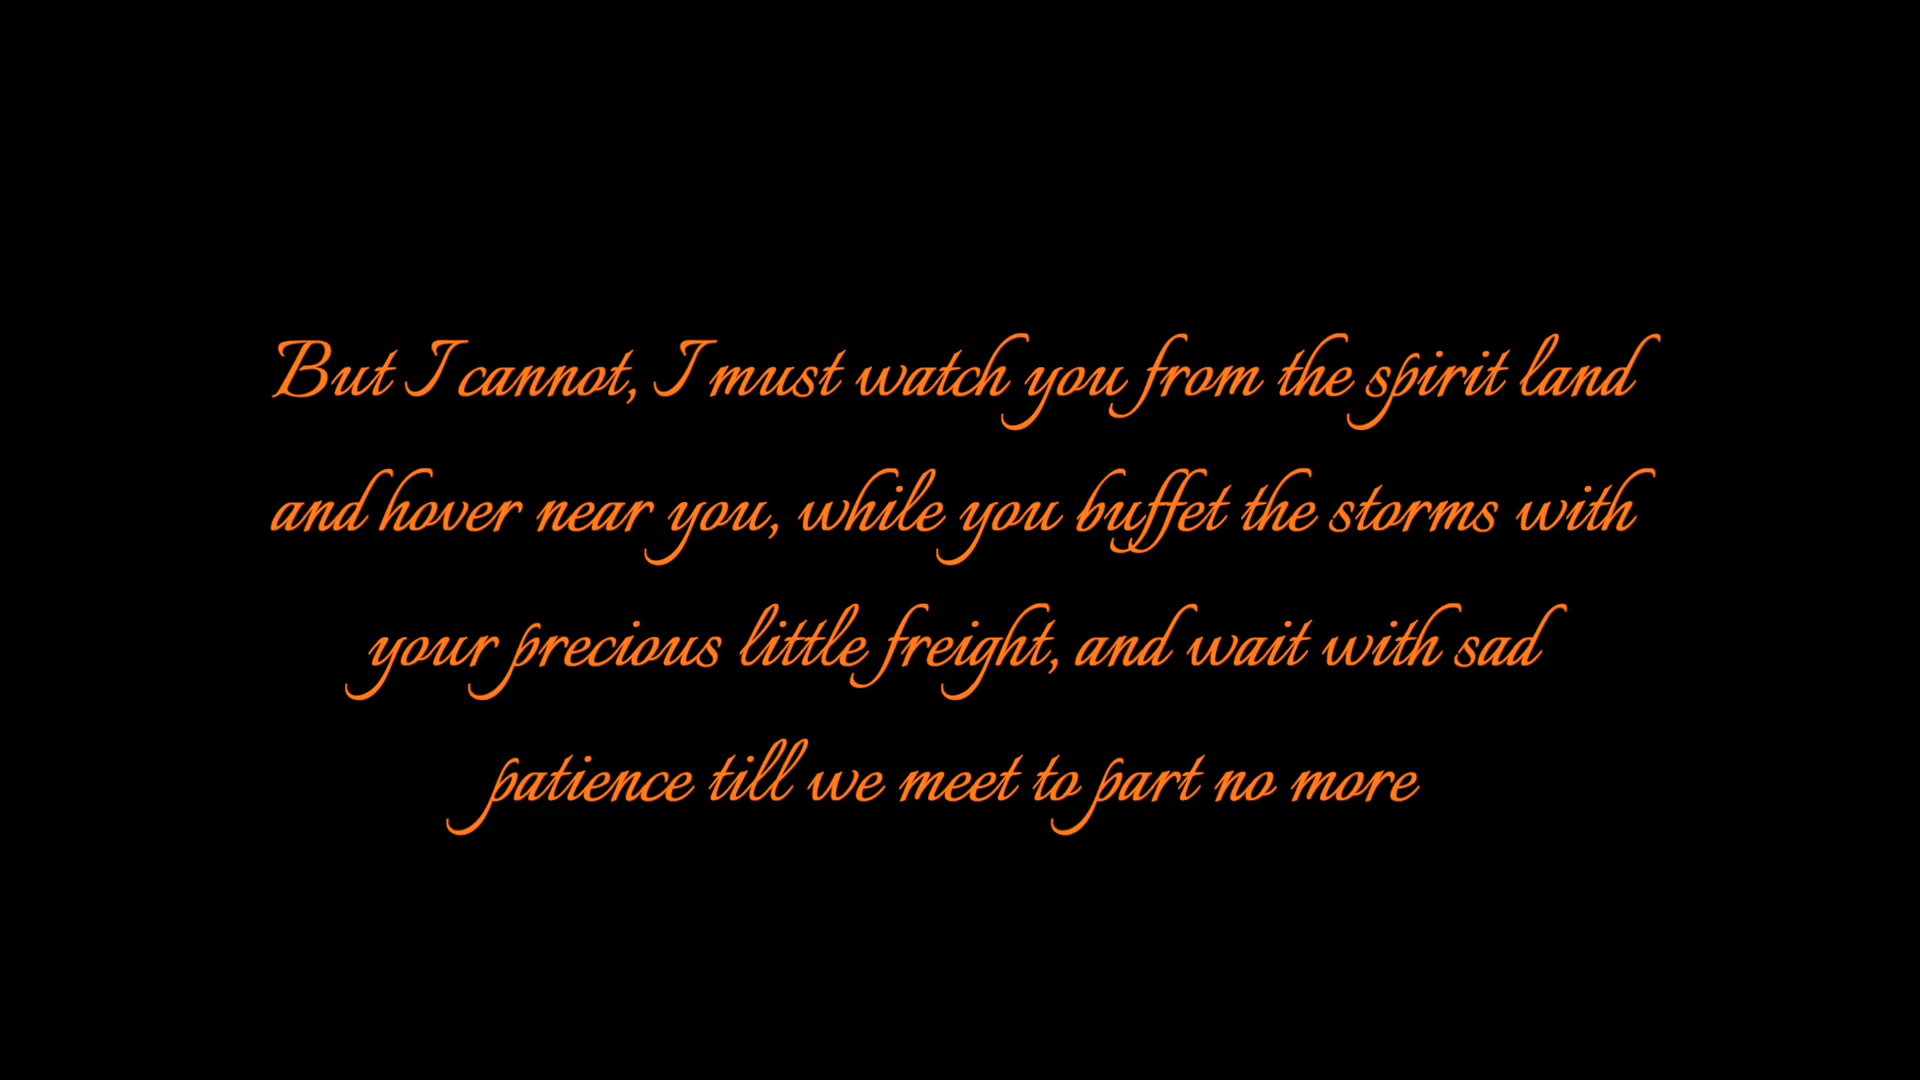 But I cannot, I must watch you from the spirit land
and hover near you, while you buffet the storms with
your precious little freight, and wait with sad
patience till we meet to part no more